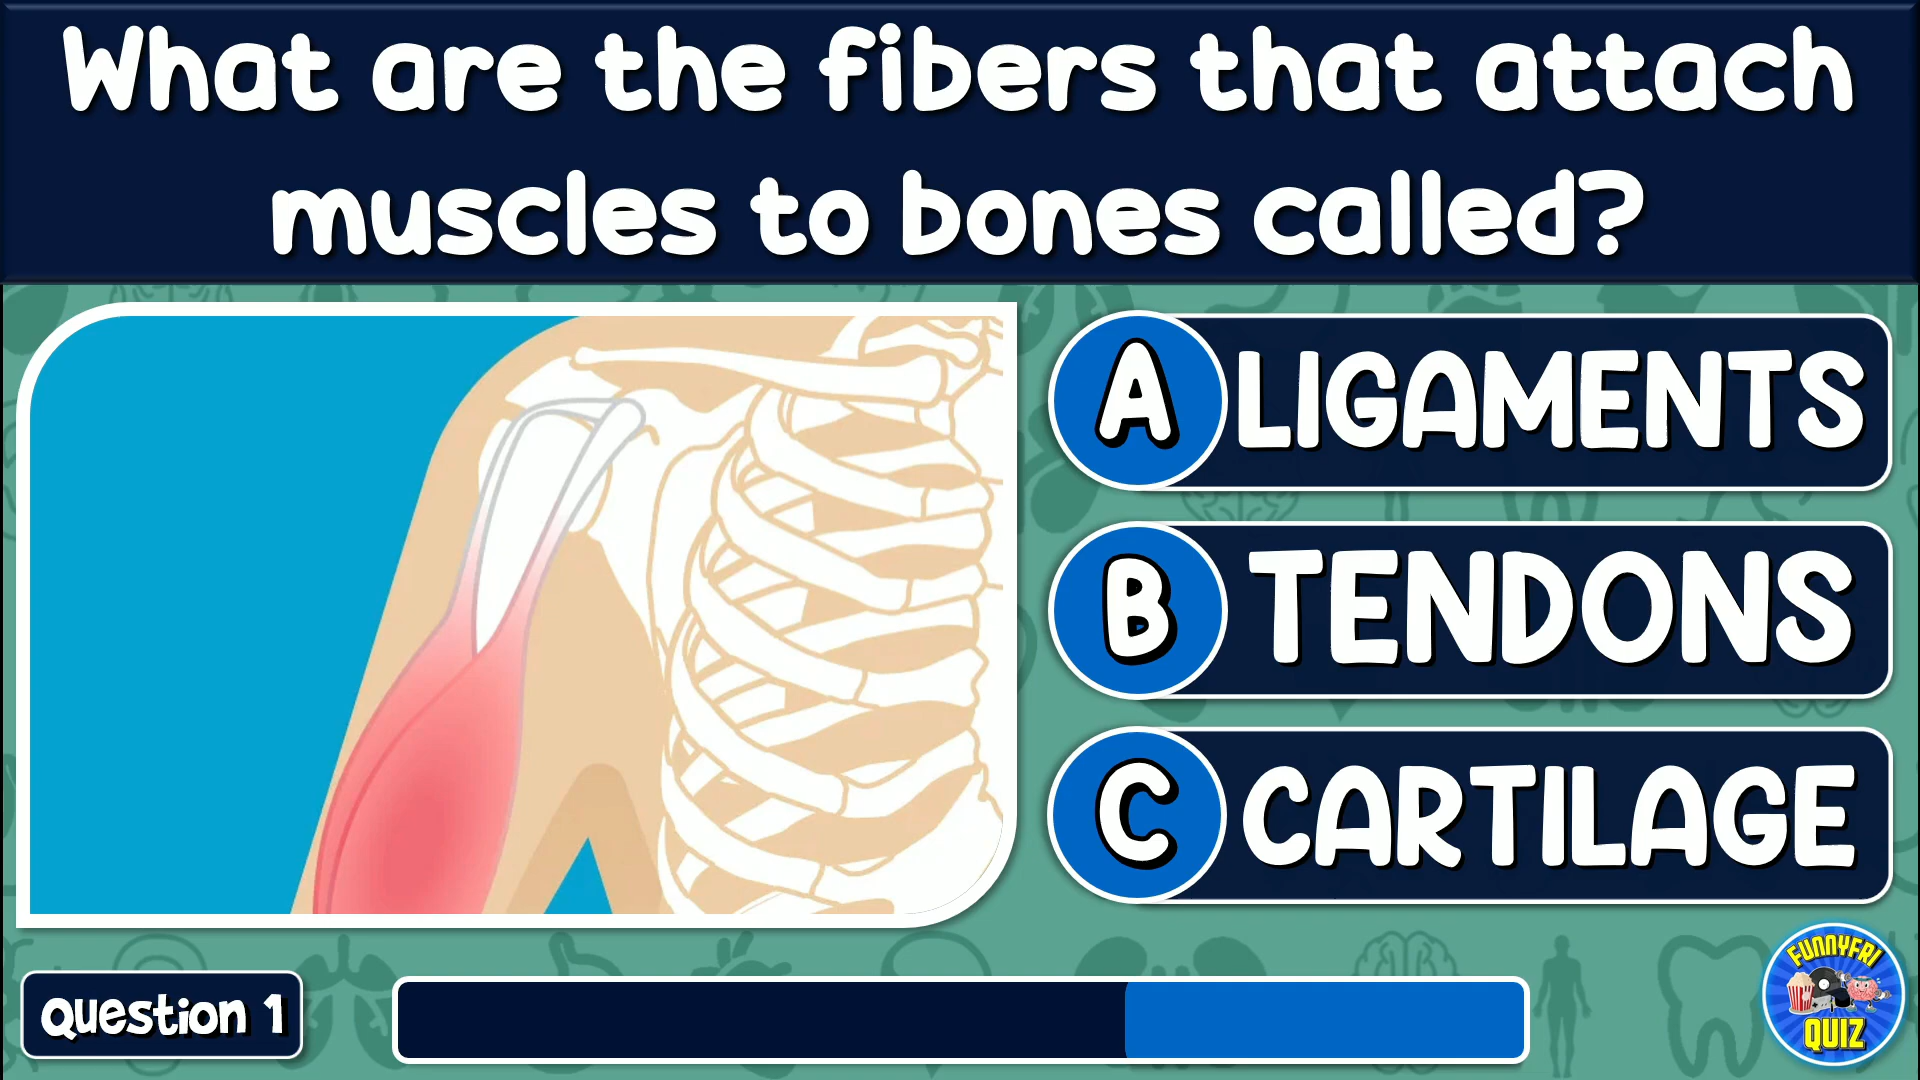 What are the fibers that attach
muscles to bones called?
A LIGAMENTS
B TENDONS
C CARTILAGE
Question 1
FUNNYFRI
QUIZ